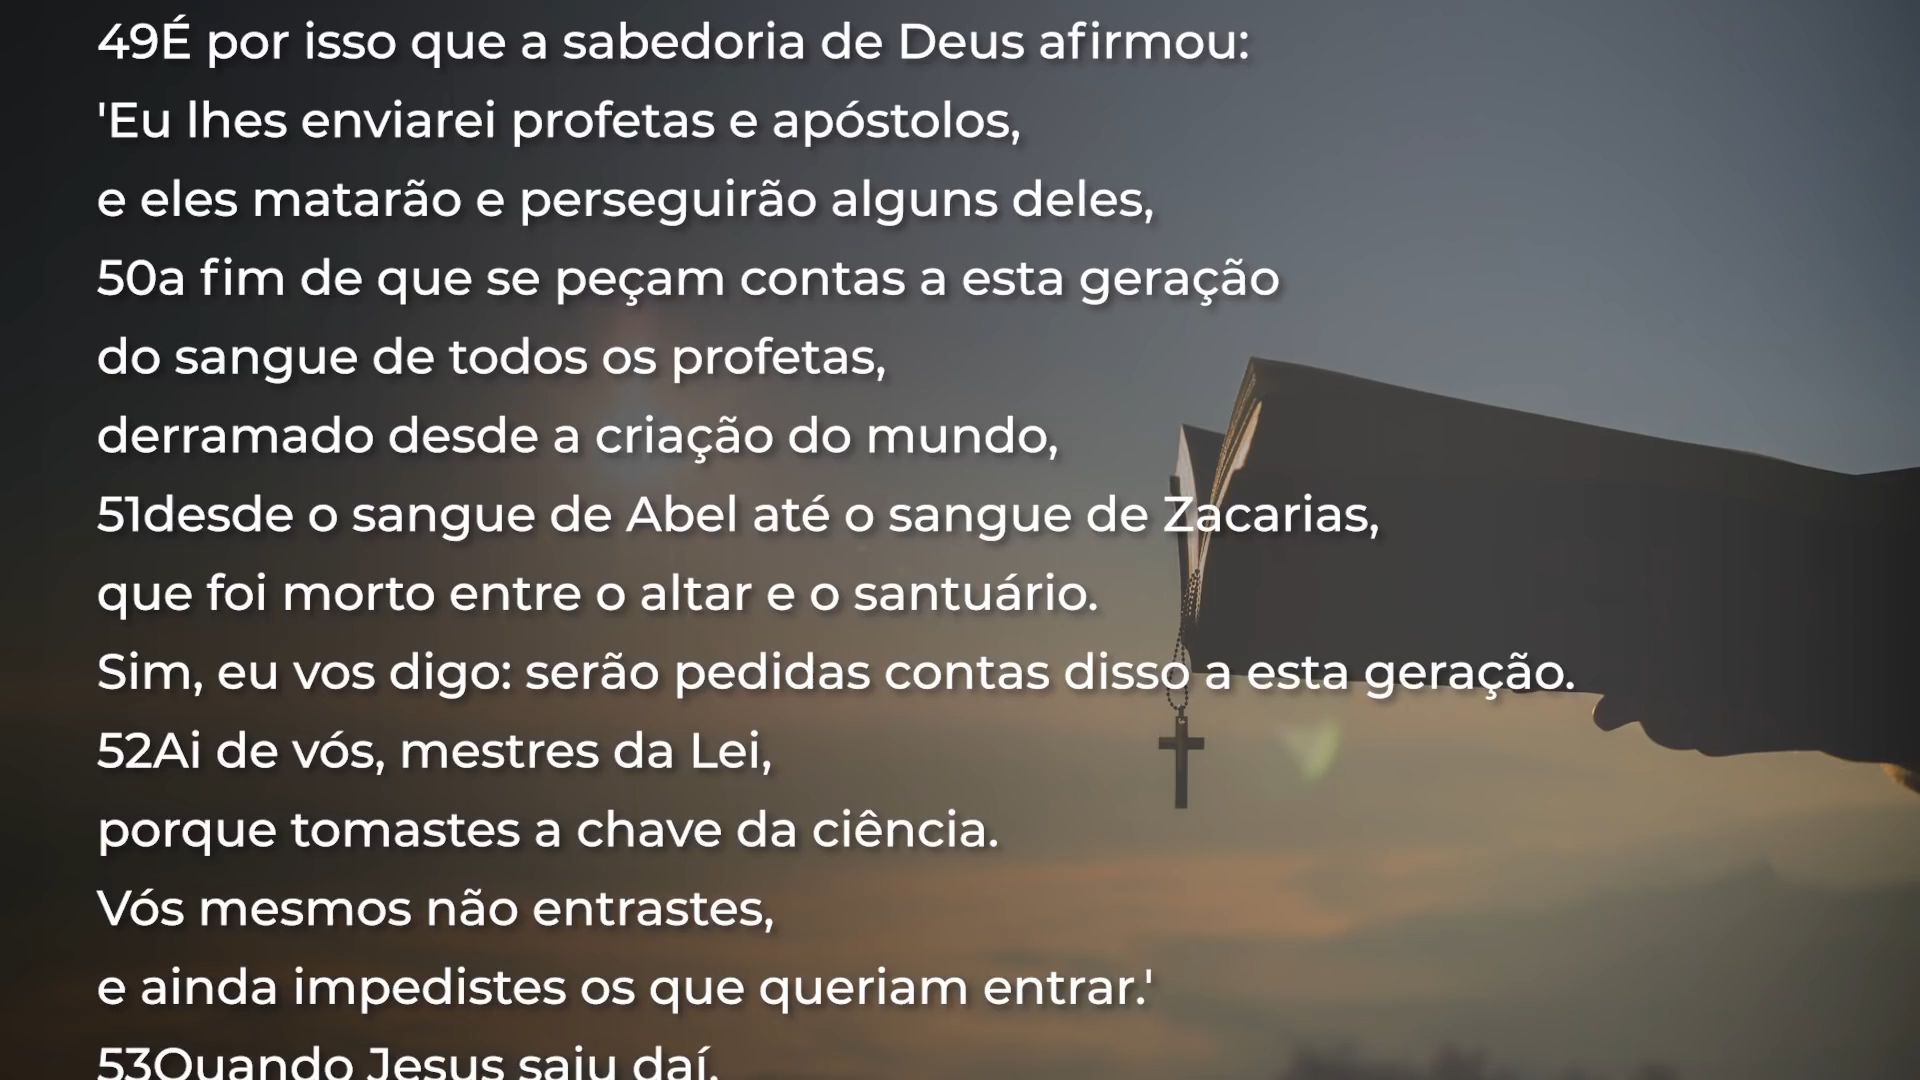 49É por isso que a sabedoria de Deus afirmou:
'Eu lhes enviarei profetas e apóstolos,
e eles matarão e perseguirão alguns deles,
50a fim de que se peçam contas a esta geração
do sangue de todos os profetas,
derramado desde a criação do mundo,
51desde o sangue de Abel até o sangue de Zacarias,
que foi morto entre o altar e o santuário.
Sim, eu vos digo: serão pedidas contas disso a esta geração.
52Ai de vós, mestres da Lei,
porque tomastes a chave da ciência.
Vós mesmos não entrastes,
e ainda impedistes os que queriam entrar.'
53Quando Jesus saiu daí,